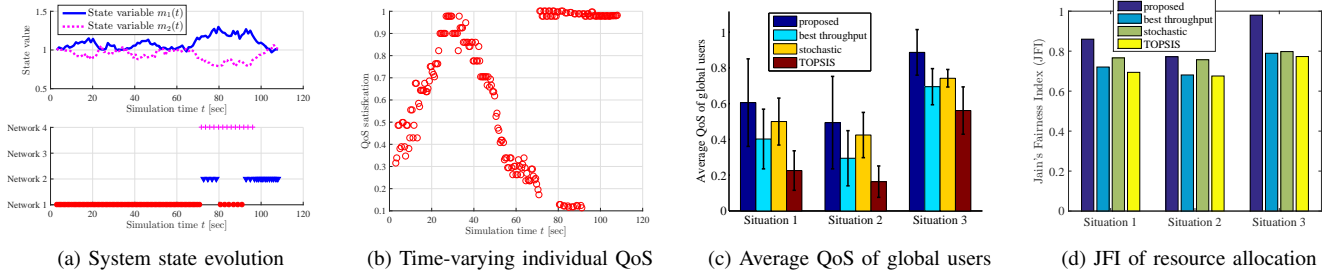 State variable m₁(t)
State variable m₂(t)
State value
1.5
1
0.5
0 20 40 60 80 100 120
Simulation time t [sec]
Network 4
Network 3
Network 2
Network 1
0 20 40 60 80 100 120
Simulation time t [sec]
(a) System state evolution
QoS satisfication
1
0.9
0.8
0.7
0.6
0.5
0.4
0.3
0.2
0.1
0 20 40 60 80 100 120
Simulation time t [sec]
(b) Time-varying individual QoS
proposed
best throughput
stochastic
TOPSIS
Average QoS of global users
1
0.8
0.6
0.4
0.2
0
Situation 1 Situation 2 Situation 3
(c) Average QoS of global users
proposed
best throughput
stochastic
TOPSIS
Jain's Fairness Index (JFI)
1
0.8
0.6
0.4
0.2
0
Situation 1 Situation 2 Situation 3
(d) JFI of resource allocation